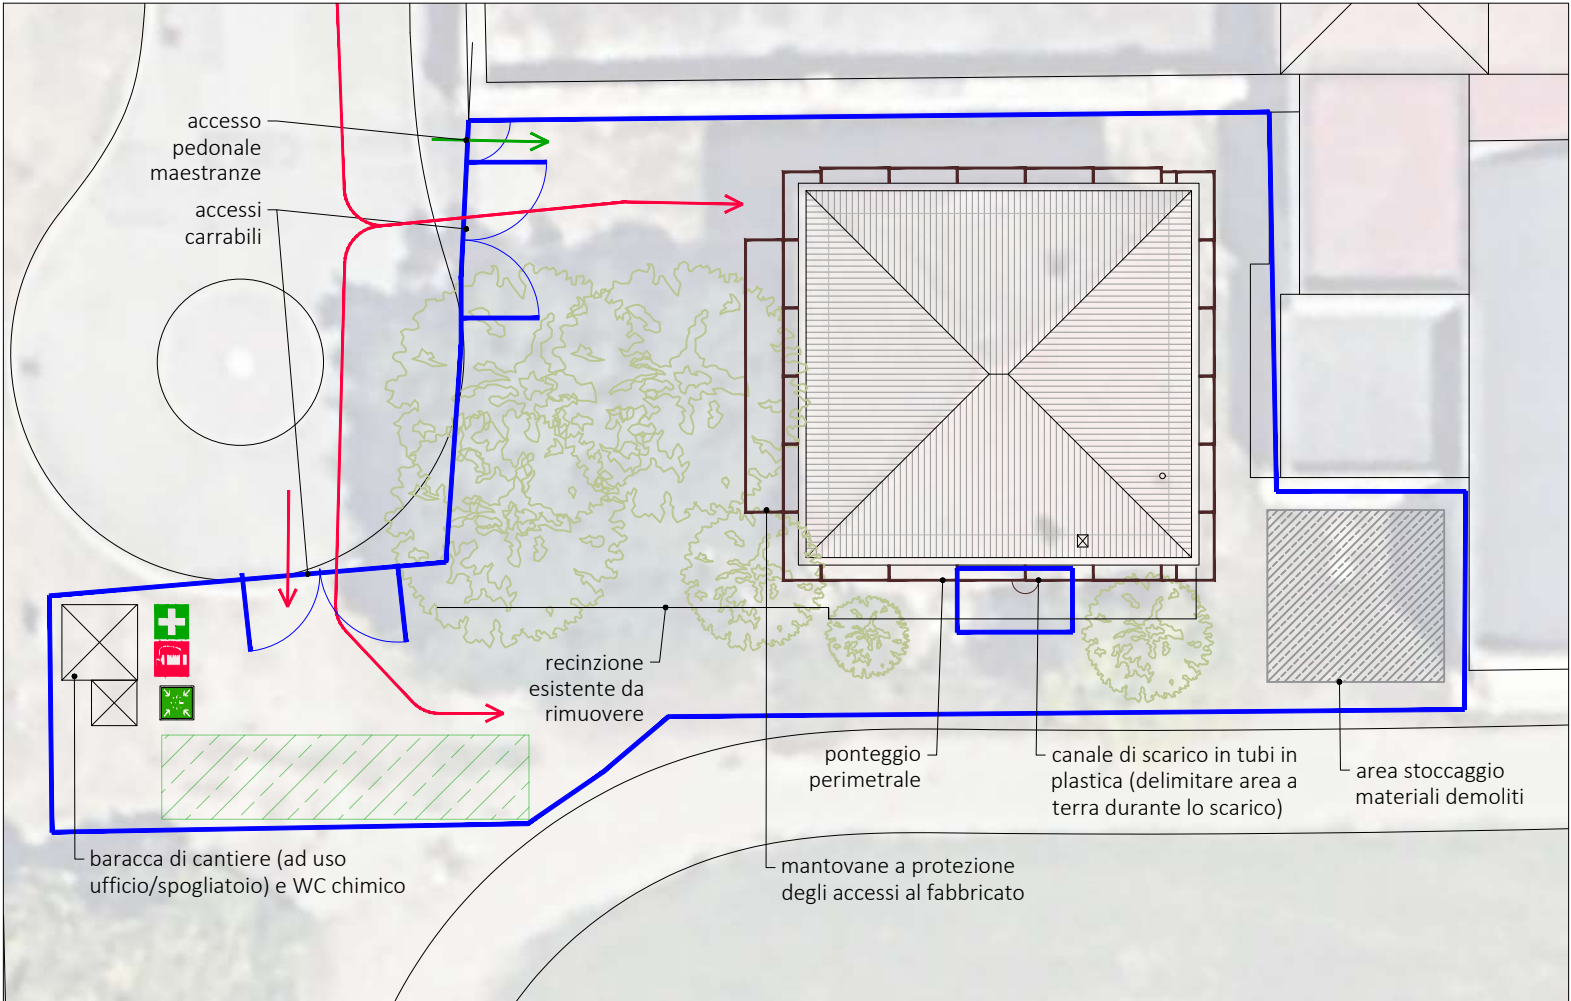 accesso
pedonale
maestranze
accessi
carrabili
recinzione
esistente da
rimuovere
ponteggio
perimetrale
canale di scarico in tubi in
plastica (delimitare area a
terra durante lo scarico)
area stoccaggio
materiali demoliti
baracca di cantiere (ad uso
ufficio/spogliatoio) e WC chimico
mantovane a protezione
degli accessi al fabbricato